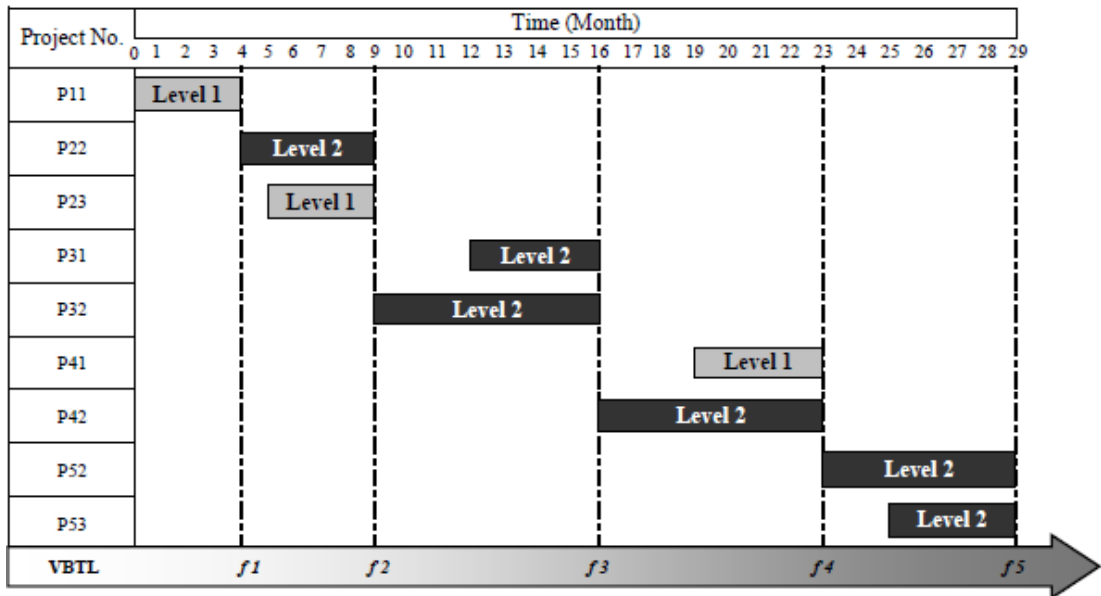 Time (Month)
Project No.
0 1 2 3 4 5 6 7 8 9 10 11 12 13 14 15 16 17 18 19 20 21 22 23 24 25 26 27 28 29
P11 Level 1
P22 Level 2
P23 Level 1
P31 Level 2
P32 Level 2
P41 Level 1
P42 Level 2
P52 Level 2
P53 Level 2
VBTL f1 f2 f3 f4 f5